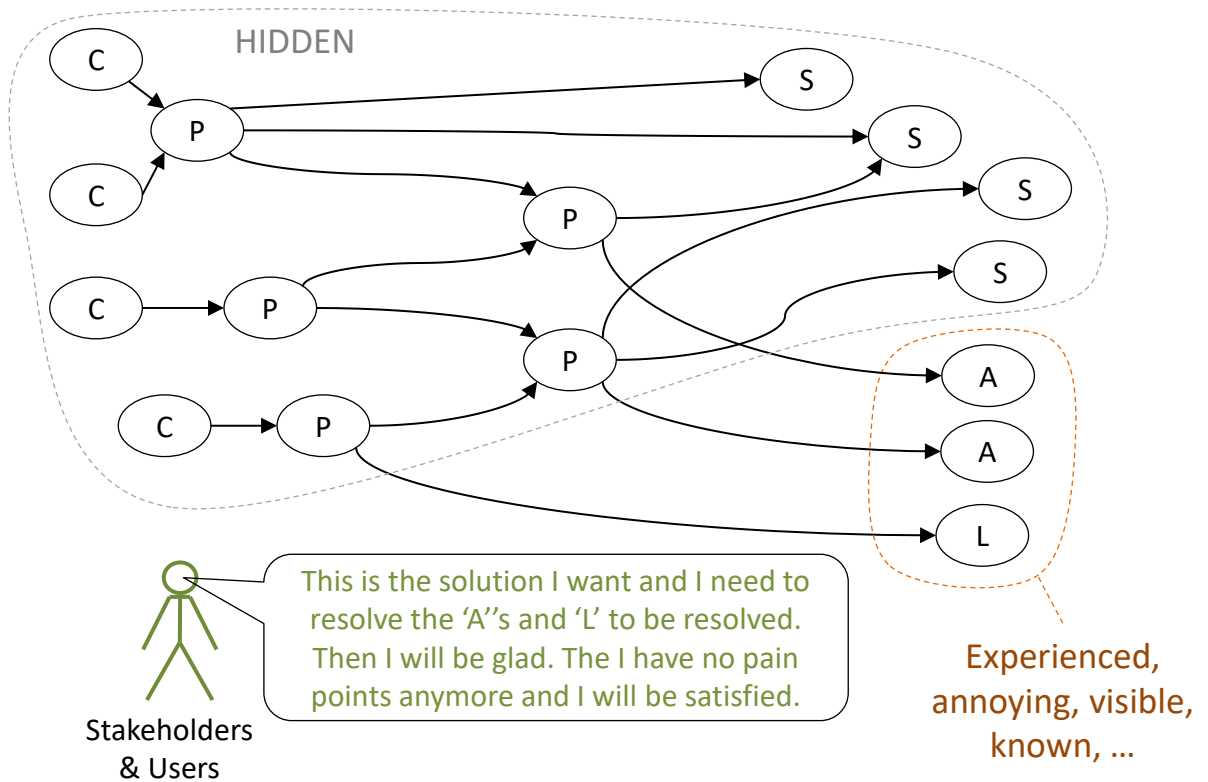 HIDDEN
C
S
P
S
C
S
P
S
C
P
P
A
C
P
A
L
This is the solution I want and I need to
resolve the ‘A’’s and ‘L’ to be resolved.
Then I will be glad. The I have no pain
points anymore and I will be satisfied.
Stakeholders
& Users
Experienced,
annoying, visible,
known, …